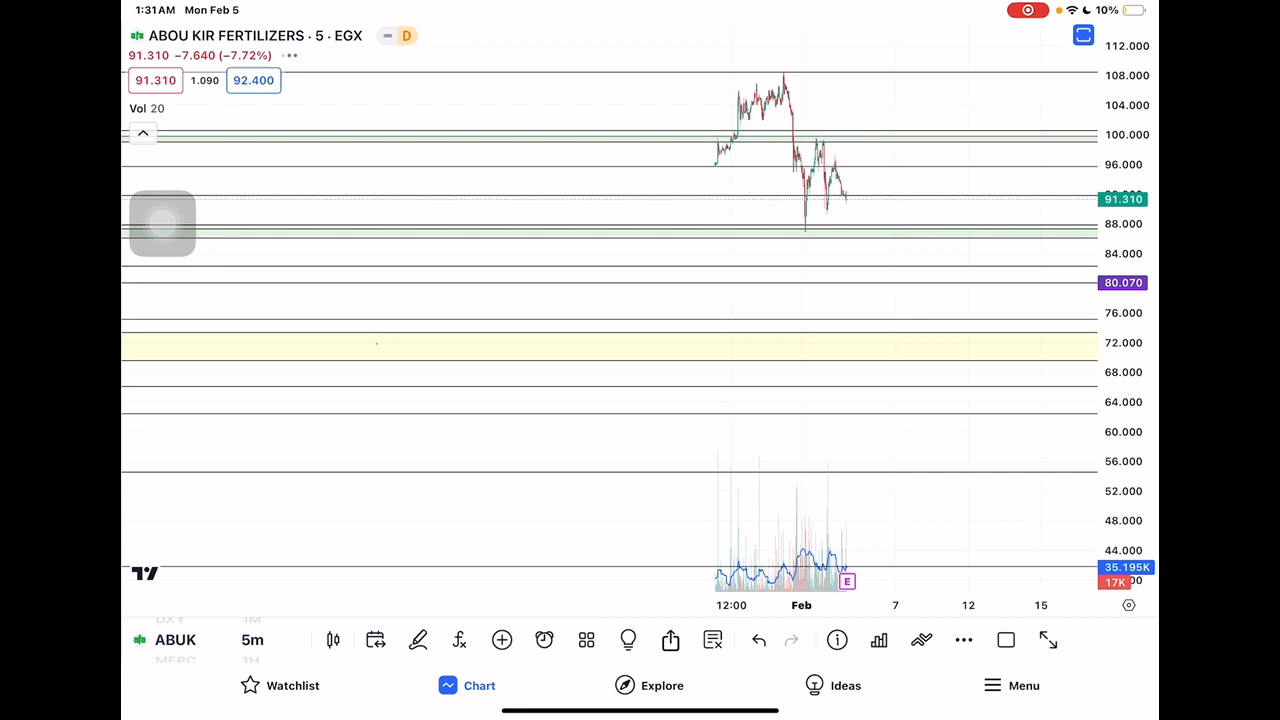 1:31 AM Mon Feb 5
10%
ABOU KIR FERTILIZERS · 5 · EGX
D
91.310 −7.640 (−7.72%)
91.310 1.090 92.400
Vol 20
112.000
108.000
104.000
100.000
96.000
91.310
88.000
84.000
80.070
76.000
72.000
68.000
64.000
60.000
56.000
52.000
48.000
44.000
35.195K
17K
E
12:00 Feb 7 12 15
DXY 1M
ABUK 5m
MERC 1H
Watchlist Chart Explore Ideas Menu